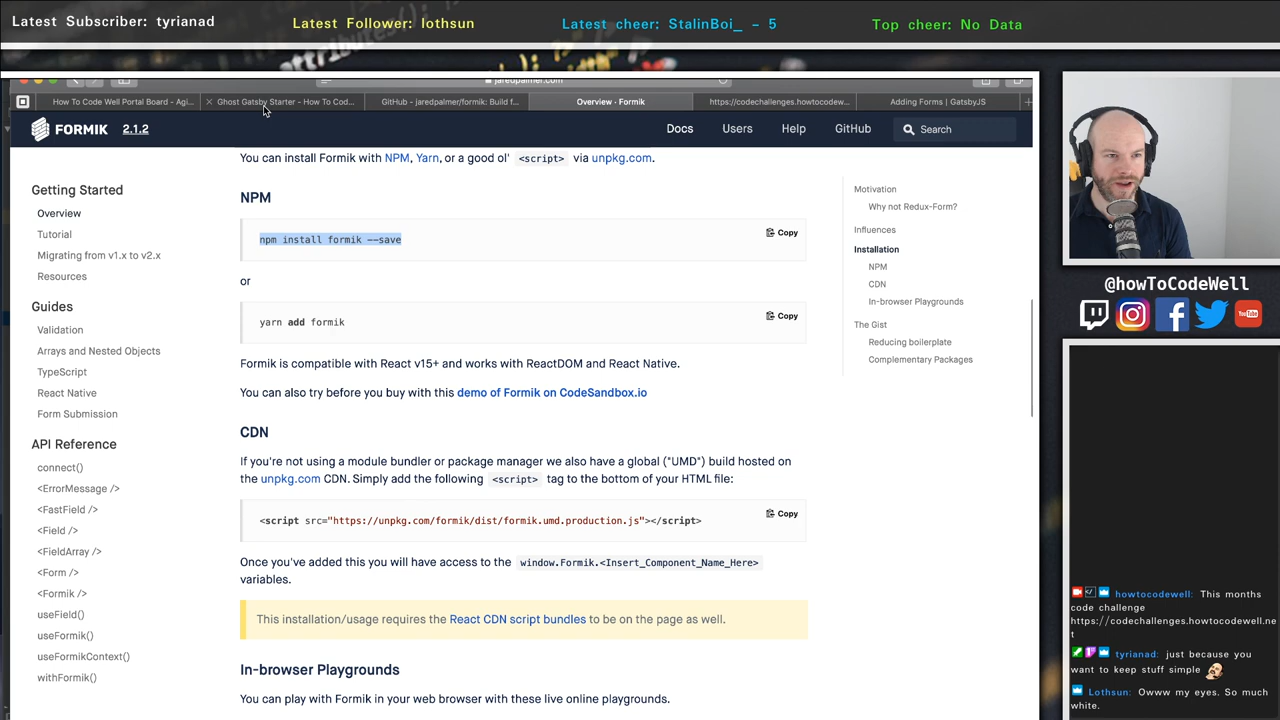 Latest Subscriber: tyrianad
Latest Follower: lothsun
Latest cheer: StalinBoi_ - 5
Top cheer: No Data
jaredpalmer.com
How To Code Well Portal Board - Agi...
Ghost Gatsby Starter - How To Cod...
GitHub - jaredpalmer/formik: Build f...
Overview · Formik
https://codechallenges.howtocodew...
Adding Forms | GatsbyJS
FORMIK 2.1.2
Docs
Users
Help
GitHub
Search
Getting Started
Overview
Tutorial
Migrating from v1.x to v2.x
Resources
Guides
Validation
Arrays and Nested Objects
TypeScript
React Native
Form Submission
API Reference
connect()
<ErrorMessage />
<FastField />
<Field />
<FieldArray />
<Form />
<Formik />
useField()
useFormik()
useFormikContext()
withFormik()
You can install Formik with NPM, Yarn, or a good ol' <script> via unpkg.com.
NPM
npm install formik --save
Copy
or
yarn add formik
Copy
Formik is compatible with React v15+ and works with ReactDOM and React Native.
You can also try before you buy with this demo of Formik on CodeSandbox.io
CDN
If you're not using a module bundler or package manager we also have a global ("UMD") build hosted on
the unpkg.com CDN. Simply add the following <script> tag to the bottom of your HTML file:
<script src="https://unpkg.com/formik/dist/formik.umd.production.js"></script>
Copy
Once you've added this you will have access to the window.Formik.<Insert_Component_Name_Here>
variables.
This installation/usage requires the React CDN script bundles to be on the page as well.
In-browser Playgrounds
You can play with Formik in your web browser with these live online playgrounds.
Motivation
Why not Redux-Form?
Influences
Installation
NPM
CDN
In-browser Playgrounds
The Gist
Reducing boilerplate
Complementary Packages
@howToCodeWell
You Tube
howtocodewell: This months
code challenge
https://codechallenges.howtocodewell.ne
t
tyrianad: just because you
want to keep stuff simple
Lothsun: Owww my eyes. So much
white.